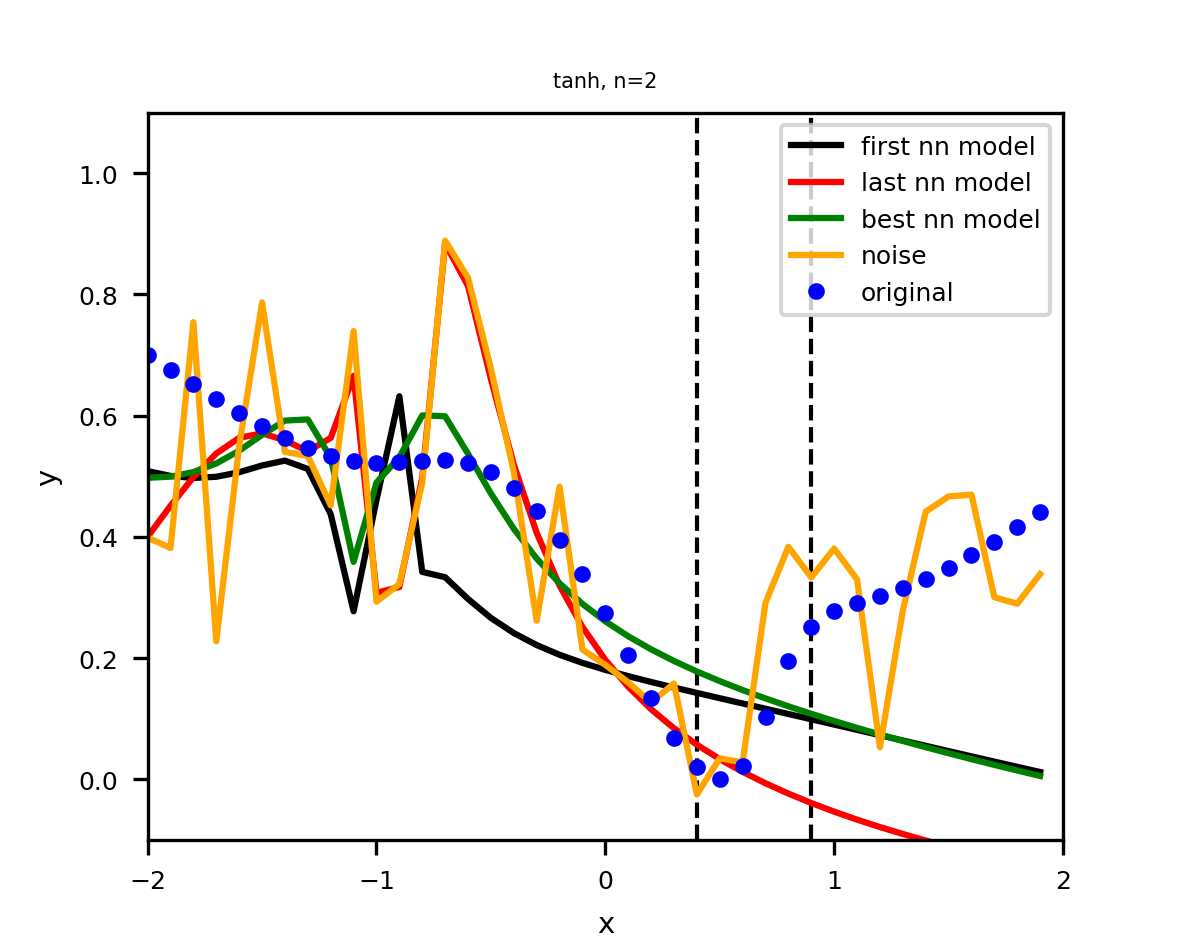 tanh, n=2
first nn model
last nn model
best nn model
noise
original
1.0
0.8
0.6
0.4
0.2
0.0
y
−2
−1
0
1
2
x